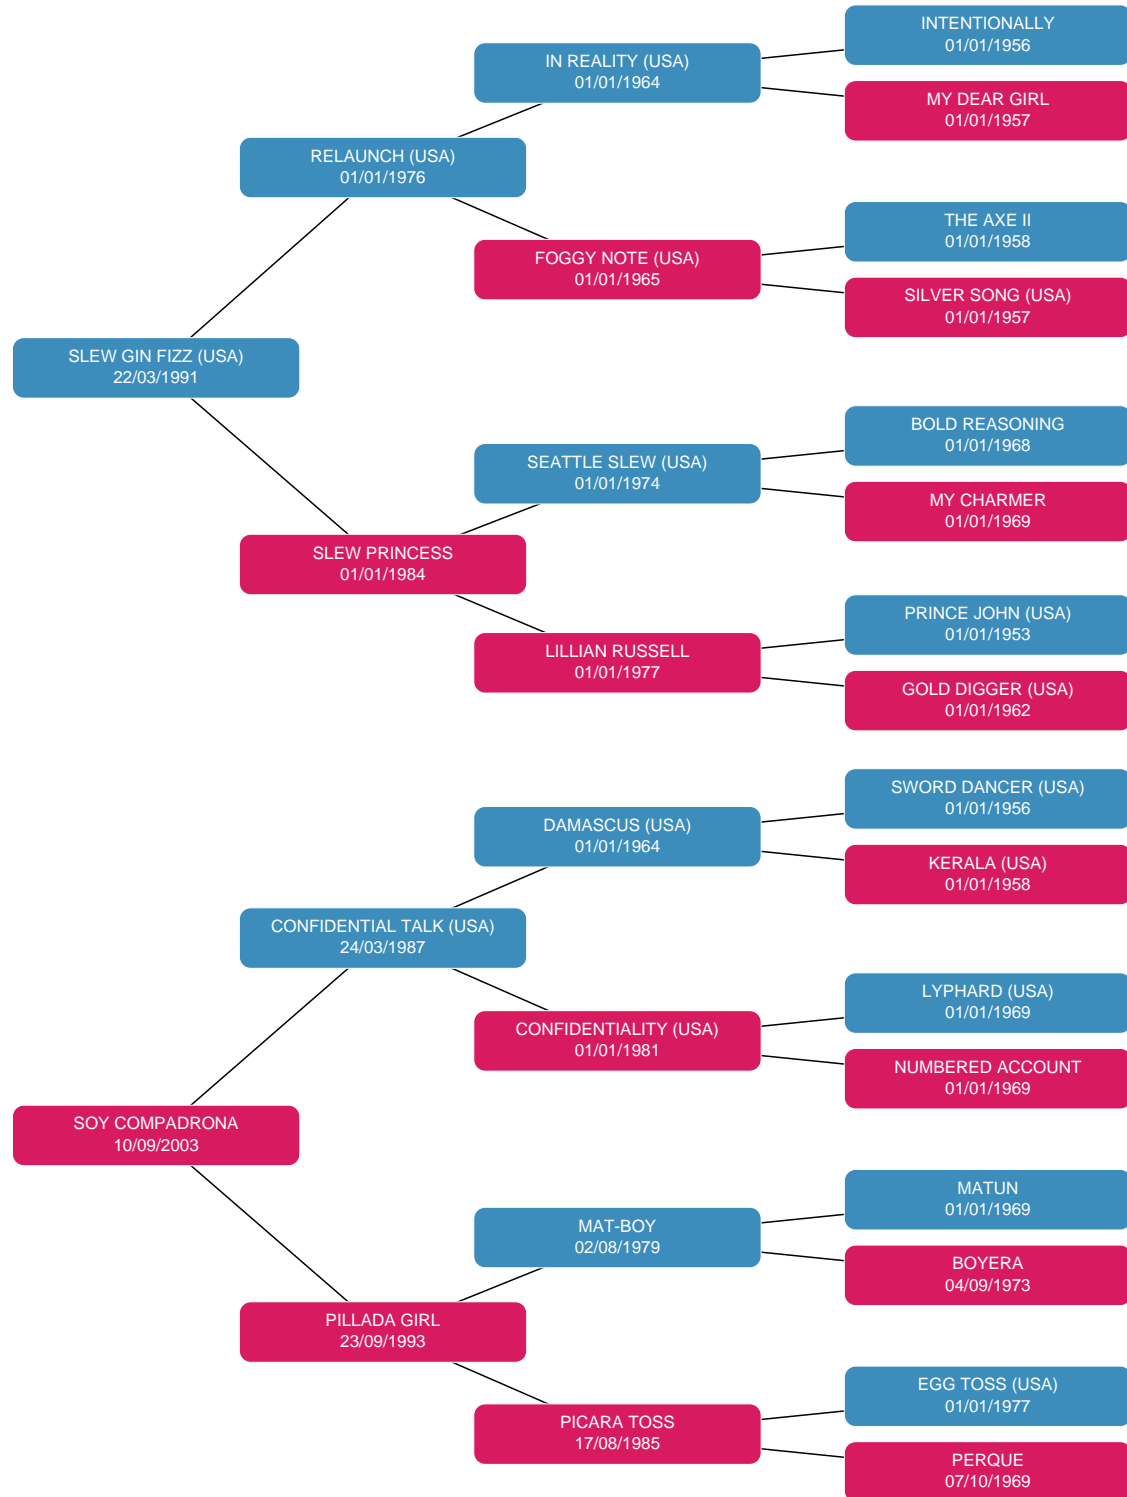 INTENTIONALLY
01/01/1956
IN REALITY (USA)
01/01/1964
MY DEAR GIRL
01/01/1957
RELAUNCH (USA)
01/01/1976
THE AXE II
01/01/1958
FOGGY NOTE (USA)
01/01/1965
SILVER SONG (USA)
01/01/1957
SLEW GIN FIZZ (USA)
22/03/1991
BOLD REASONING
01/01/1968
SEATTLE SLEW (USA)
01/01/1974
MY CHARMER
01/01/1969
SLEW PRINCESS
01/01/1984
PRINCE JOHN (USA)
01/01/1953
LILLIAN RUSSELL
01/01/1977
GOLD DIGGER (USA)
01/01/1962
SWORD DANCER (USA)
01/01/1956
DAMASCUS (USA)
01/01/1964
KERALA (USA)
01/01/1958
CONFIDENTIAL TALK (USA)
24/03/1987
LYPHARD (USA)
01/01/1969
CONFIDENTIALITY (USA)
01/01/1981
NUMBERED ACCOUNT
01/01/1969
SOY COMPADRONA
10/09/2003
MATUN
01/01/1969
MAT-BOY
02/08/1979
BOYERA
04/09/1973
PILLADA GIRL
23/09/1993
EGG TOSS (USA)
01/01/1977
PICARA TOSS
17/08/1985
PERQUE
07/10/1969